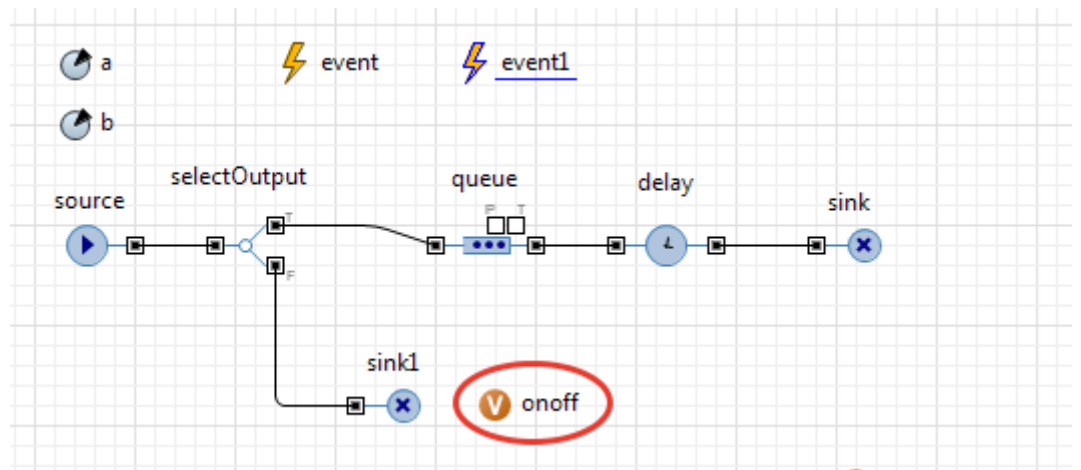 a
event
event1
b
selectOutput
queue
delay
source
sink
T
P T
F
sink1
V onoff